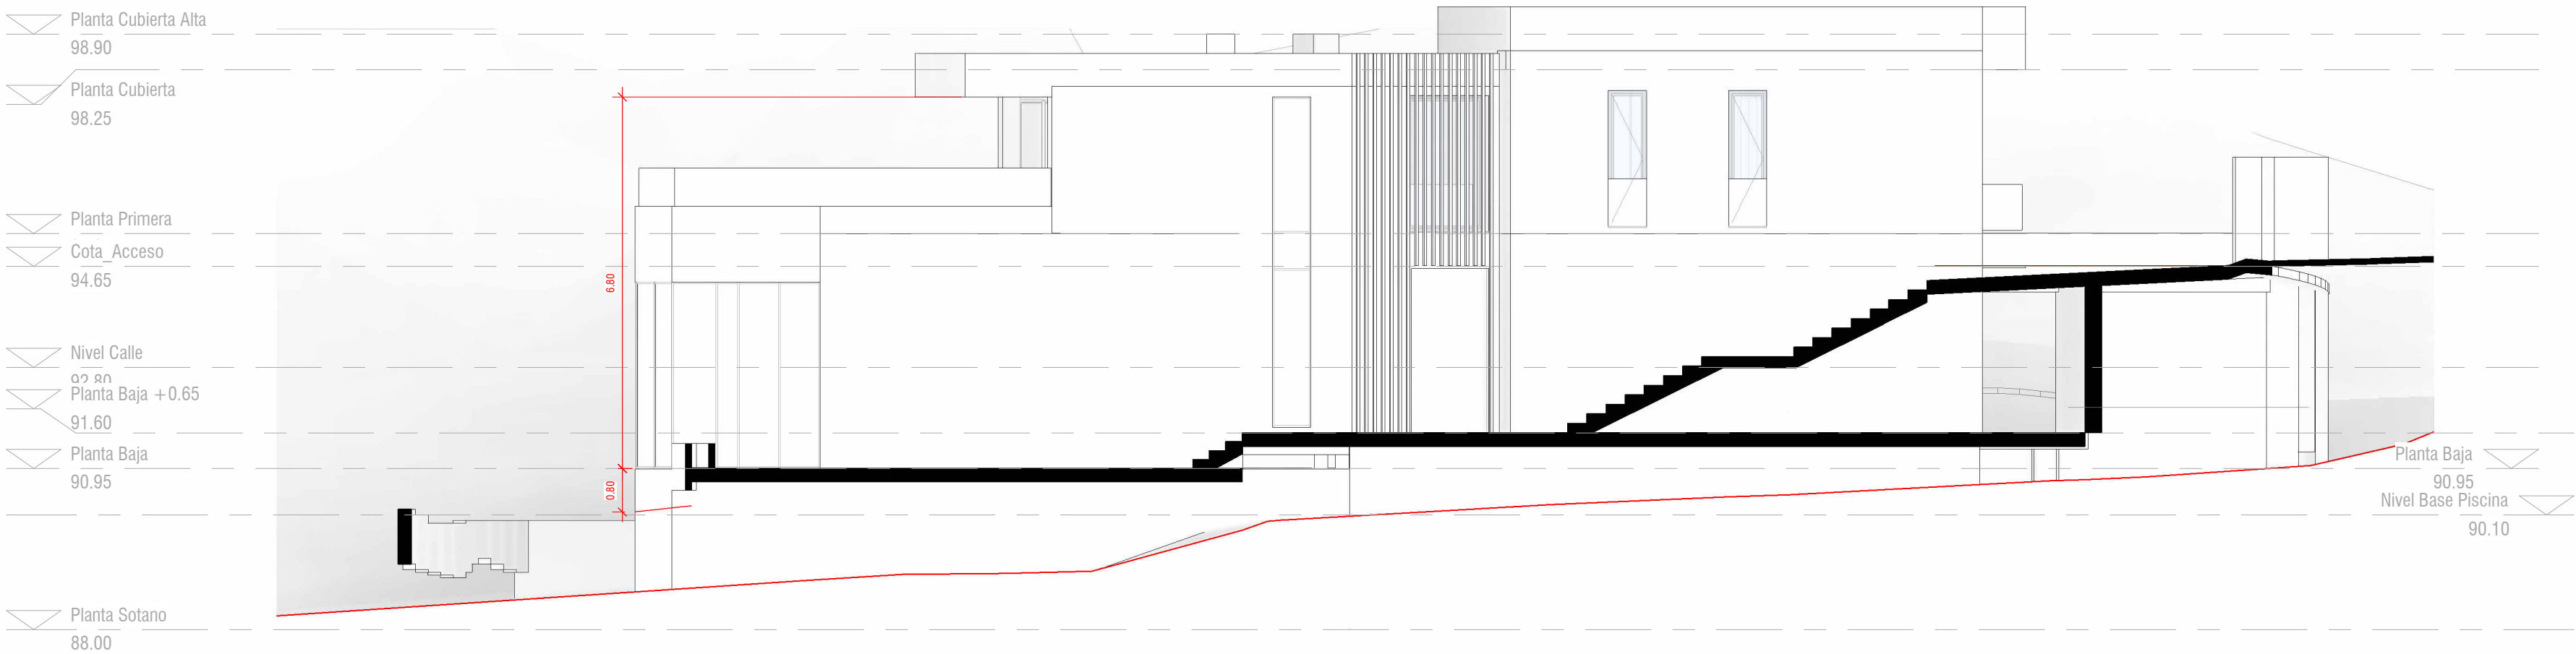 Planta Cubierta Alta
98.90
Planta Cubierta
98.25
Planta Primera
Cota_Acceso
94.65
Nivel Calle
92.80
Planta Baja +0.65
91.60
Planta Baja
90.95
Planta Sotano
88.00
6.80
0.80
Planta Baja
90.95
Nivel Base Piscina
90.10